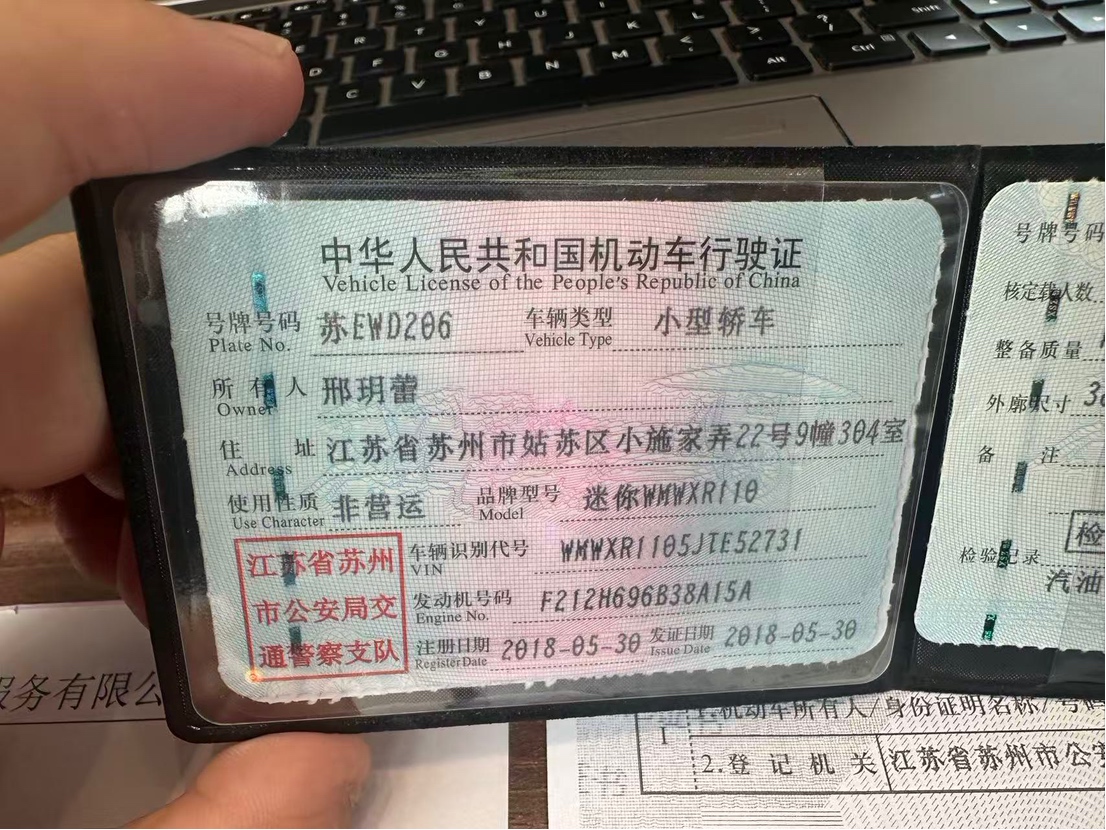 中华人民共和国机动车行驶证
Vehicle License of the People's Republic of China
号牌号码 苏EWD206 车辆类型 小型轿车
Plate No. Vehicle Type
所有人 邢玥蕾
Owner
住址 江苏省苏州市姑苏区小施家弄22号9幢304室
Address
使用性质 非营运 品牌型号 迷你WMWXR110
Use Character Model
车辆识别代号 WMWXR1105JTE52731
VIN
发动机号码 F212H696B38A15A
Engine No.
注册日期 2018-05-30 发证日期 2018-05-30
Register Date Issue Date
江苏省苏州
市公安局交
通警察支队
号牌号码
核定载人数
整备质量
外廓尺寸
备注
检验记录
检
汽油
服务有限公
1.机动车所有人/身份证明名称/号码
I
2.登记机关 江苏省苏州市公安
D F G H J K L
C V B N M
Alt Ctrl Shift